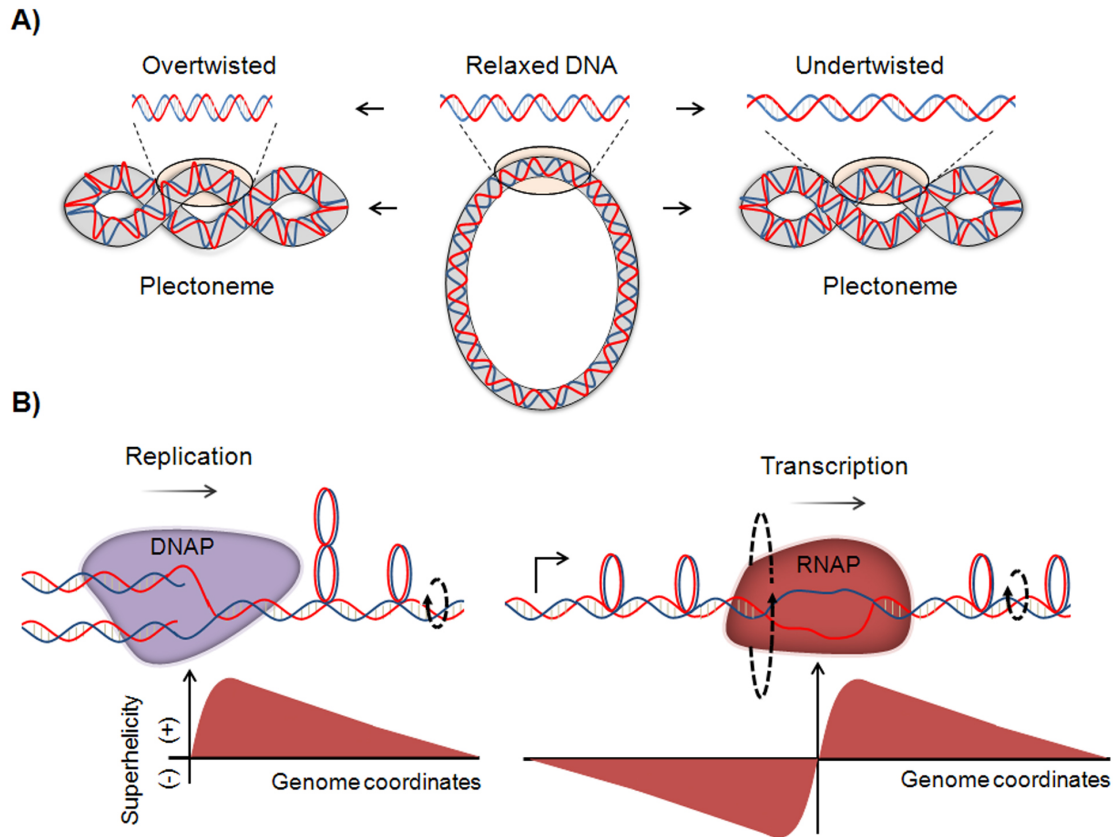 A)
Overtwisted
Relaxed DNA
Undertwisted
Plectoneme
Plectoneme
B)
Replication
Transcription
DNAP
RNAP
Superhelicity
(-) (+)
Genome coordinates
Genome coordinates